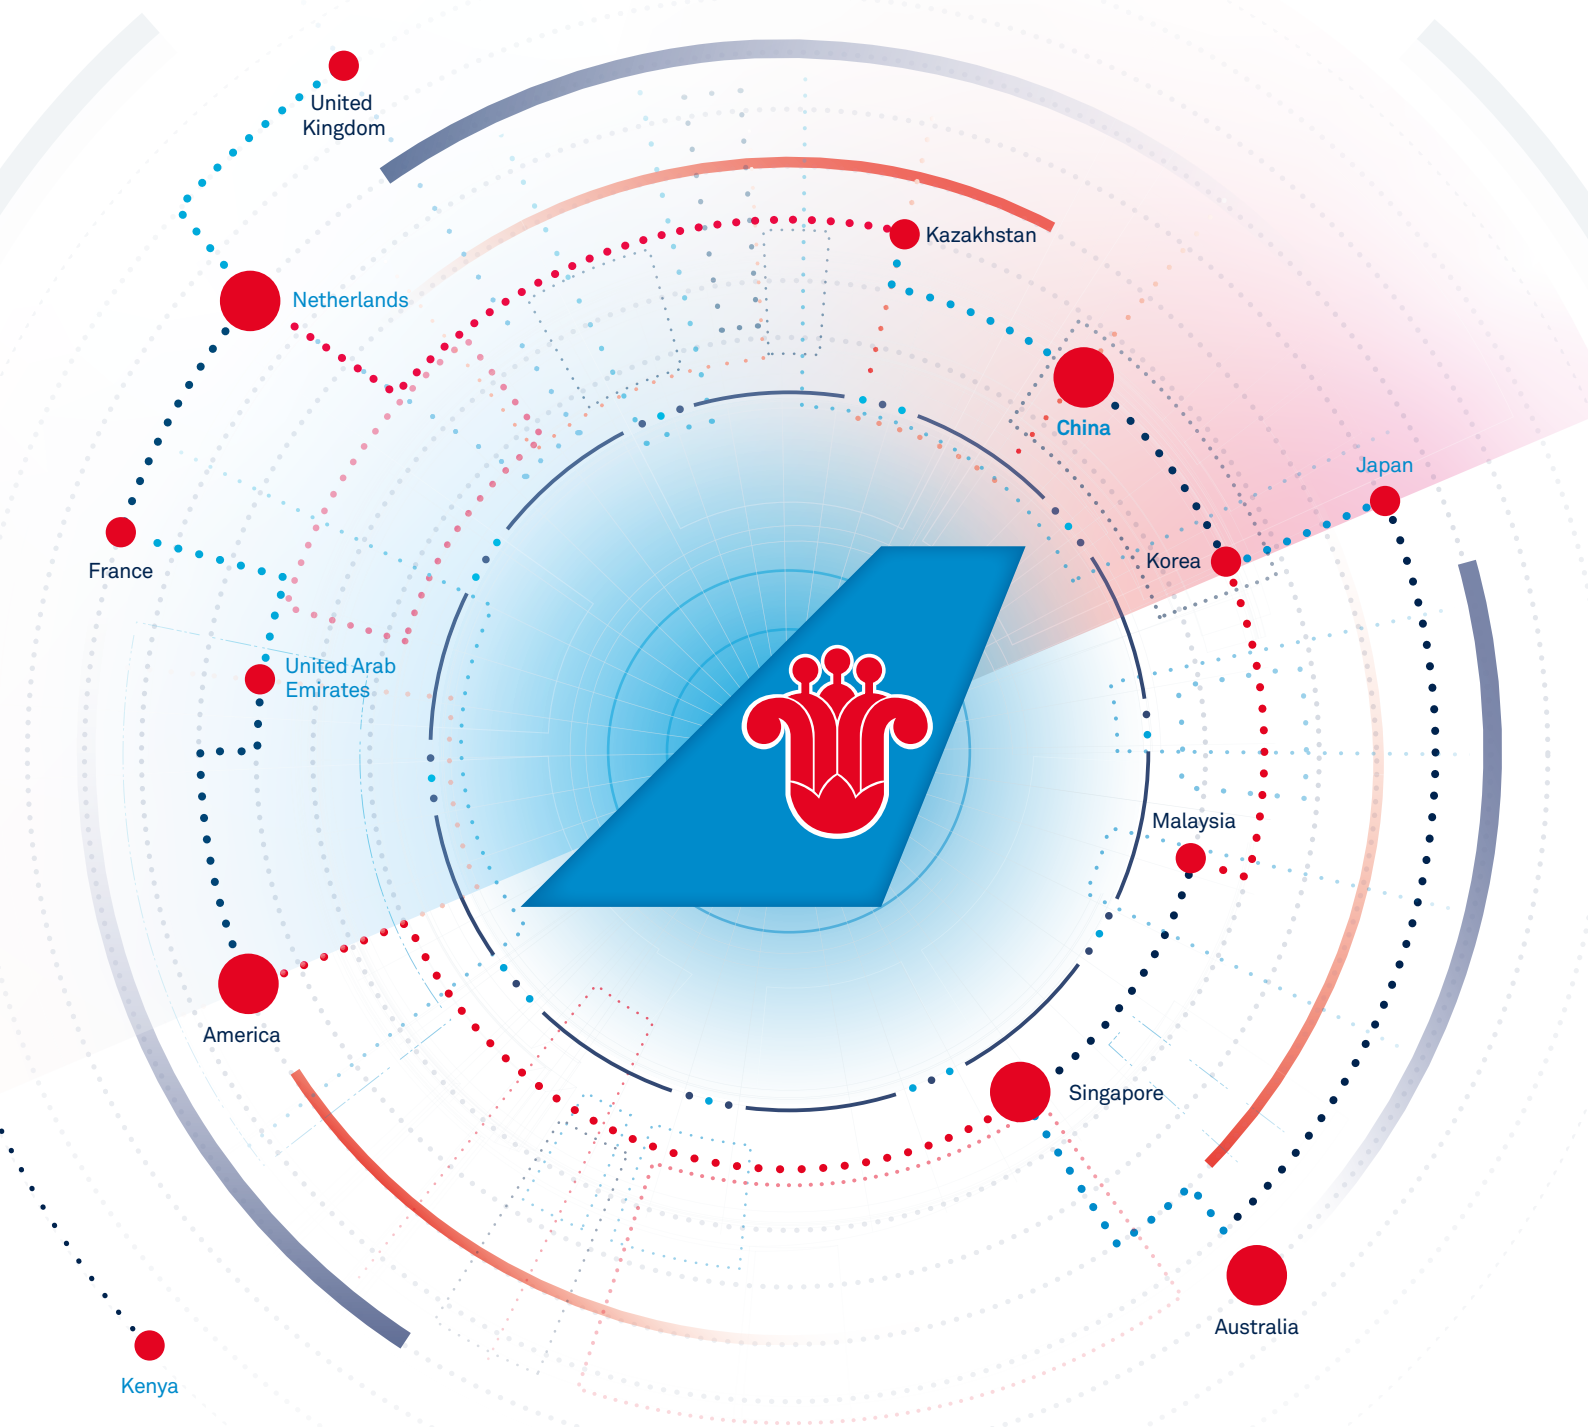 United
Kingdom
Kazakhstan
Netherlands
China
Japan
Korea
France
United Arab
Emirates
Malaysia
America
Singapore
Australia
Kenya